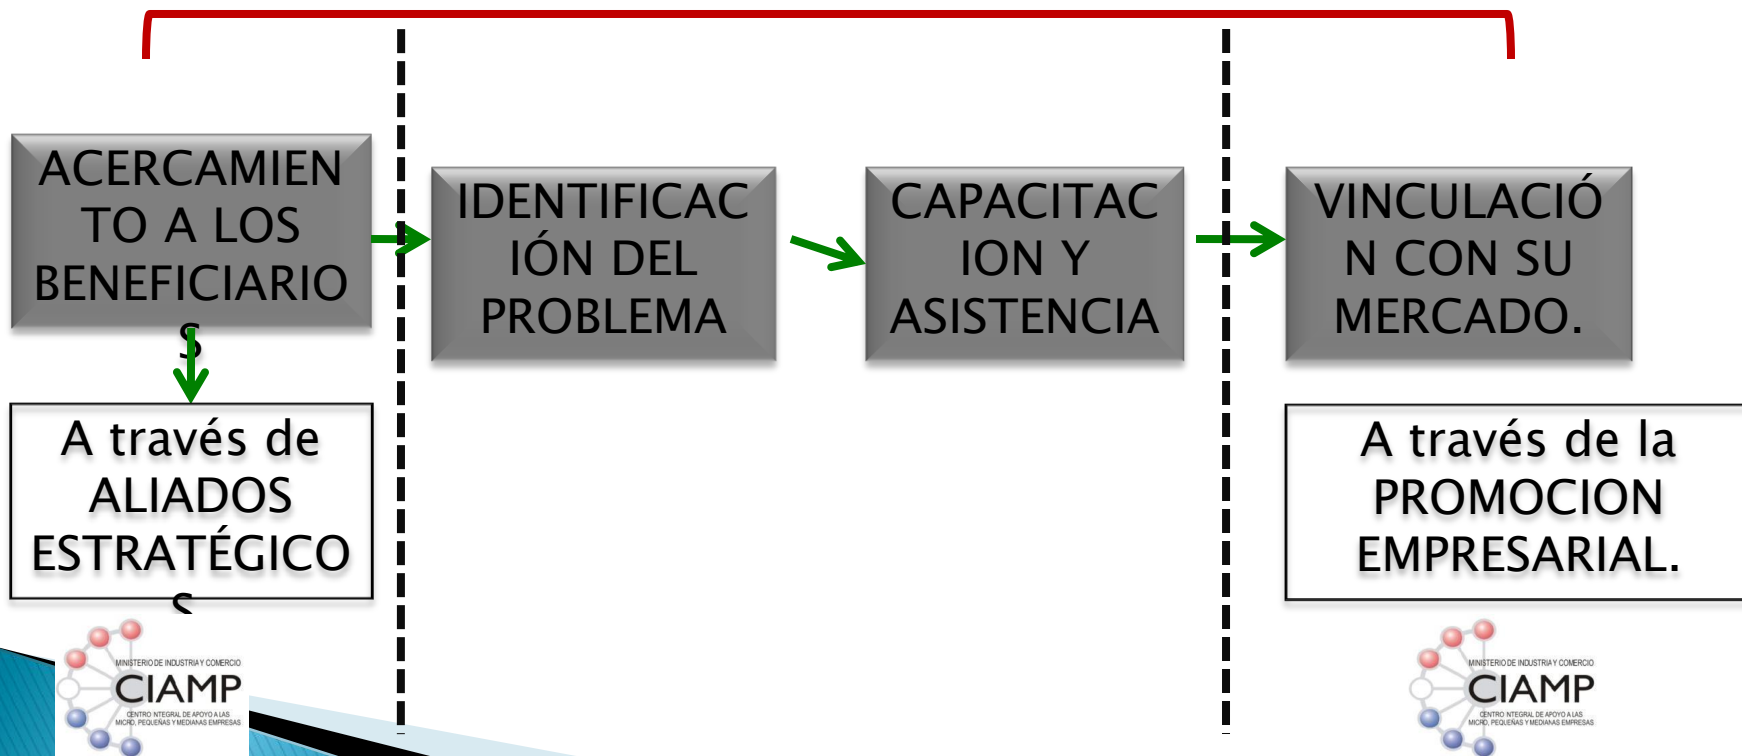 ACERCAMIEN
TO A LOS
BENEFICIARIO
S
IDENTIFICAC
IÓN DEL
PROBLEMA
CAPACITAC
ION Y
ASISTENCIA
VINCULACIÓ
N CON SU
MERCADO.
A través de
ALIADOS
ESTRATÉGICO
S
A través de la
PROMOCION
EMPRESARIAL.
MINISTERIO DE INDUSTRIA Y COMERCIO
CIAMP
CENTRO INTEGRAL DE APOYO A LAS
MICRO, PEQUEÑAS Y MEDIANAS EMPRESAS
MINISTERIO DE INDUSTRIA Y COMERCIO
CIAMP
CENTRO INTEGRAL DE APOYO A LAS
MICRO, PEQUEÑAS Y MEDIANAS EMPRESAS